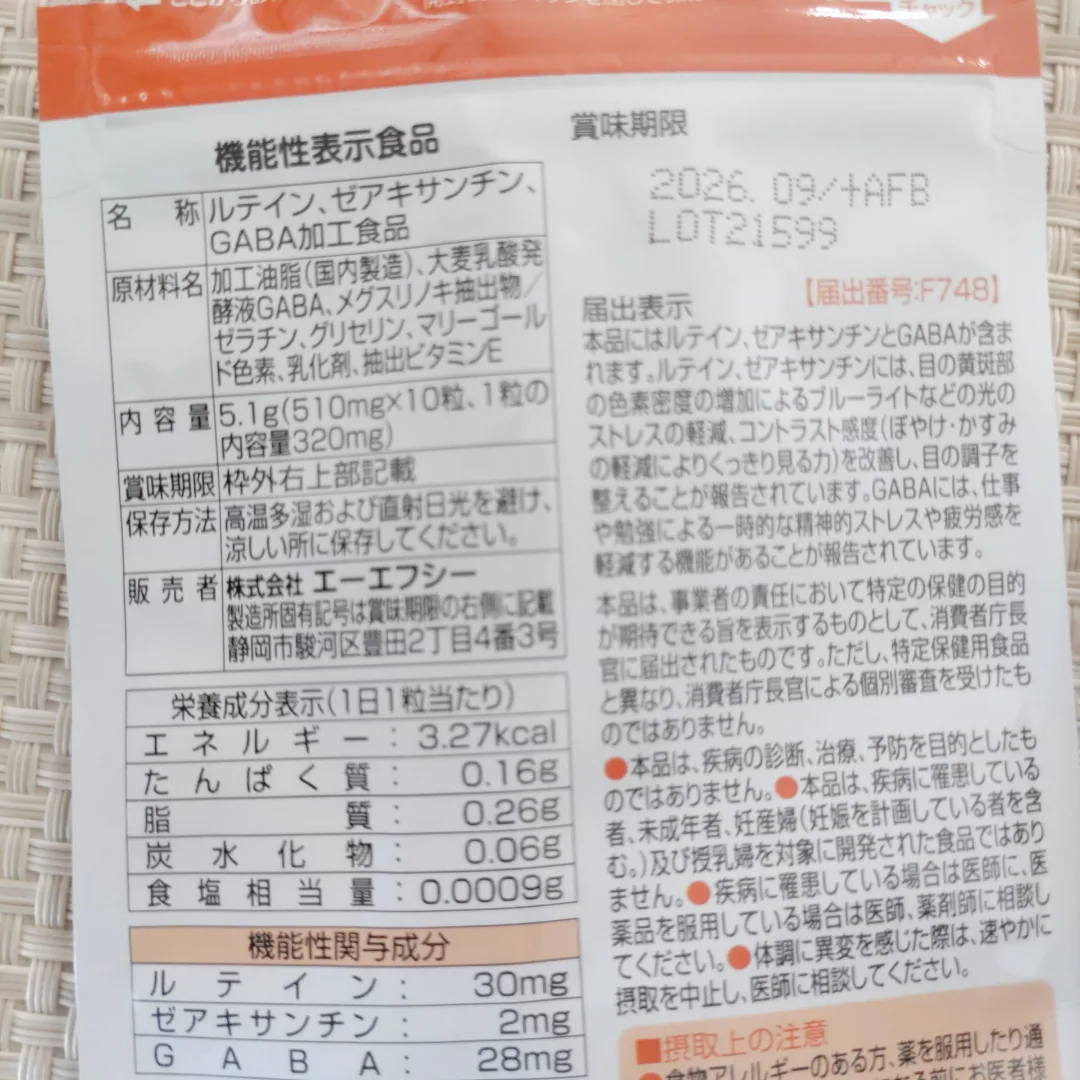 チャック
機能性表示食品
名称 ルテイン、ゼアキサンチン、
GABA加工食品
原材料名 加工油脂(国内製造)、大麦乳酸発
酵液GABA、メグスリノキ抽出物/
ゼラチン、グリセリン、マリーゴール
ド色素、乳化剤、抽出ビタミンE
内容量 5.1g(510mg×10粒、1粒の
内容量320mg)
賞味期限 枠外右上部記載
保存方法 高温多湿および直射日光を避け、
涼しい所に保存してください。
販売者 株式会社 エーエフシー
製造所固有記号は賞味期限の右側に記載
静岡市駿河区豊田2丁目4番3号
栄養成分表示(1日1粒当たり)
エネルギー: 3.27kcal
たんぱく質: 0.16g
脂質: 0.26g
炭水化物: 0.06g
食塩相当量: 0.0009g
機能性関与成分
ルテイン: 30mg
ゼアキサンチン: 2mg
GABA: 28mg
賞味期限
2026.09/+AFB
LOT21599
届出表示 【届出番号:F748】
本品にはルテイン、ゼアキサンチンとGABAが含ま
れます。ルテイン、ゼアキサンチンには、目の黄斑部
の色素密度の増加によるブルーライトなどの光の
ストレスの軽減、コントラスト感度(ぼやけ・かすみ
の軽減によりくっきり見る力)を改善し、目の調子を
整えることが報告されています。GABAには、仕事
や勉強による一時的な精神的ストレスや疲労感を
軽減する機能があることが報告されています。
本品は、事業者の責任において特定の保健の目的
が期待できる旨を表示するものとして、消費者庁長
官に届出されたものです。ただし、特定保健用食品
と異なり、消費者庁長官による個別審査を受けたも
のではありません。
●本品は、疾病の診断、治療、予防を目的としたも
のではありません。●本品は、疾病に罹患している
者、未成年者、妊産婦(妊娠を計画している者を含
む。)及び授乳婦を対象に開発された食品ではあり
ません。●疾病に罹患している場合は医師に、医
薬品を服用している場合は医師、薬剤師に相談し
てください。●体調に異変を感じた際は、速やかに
摂取を中止し、医師に相談してください。
■摂取上の注意
●食物アレルギーのある方、薬を服用したり通
前にお医者様